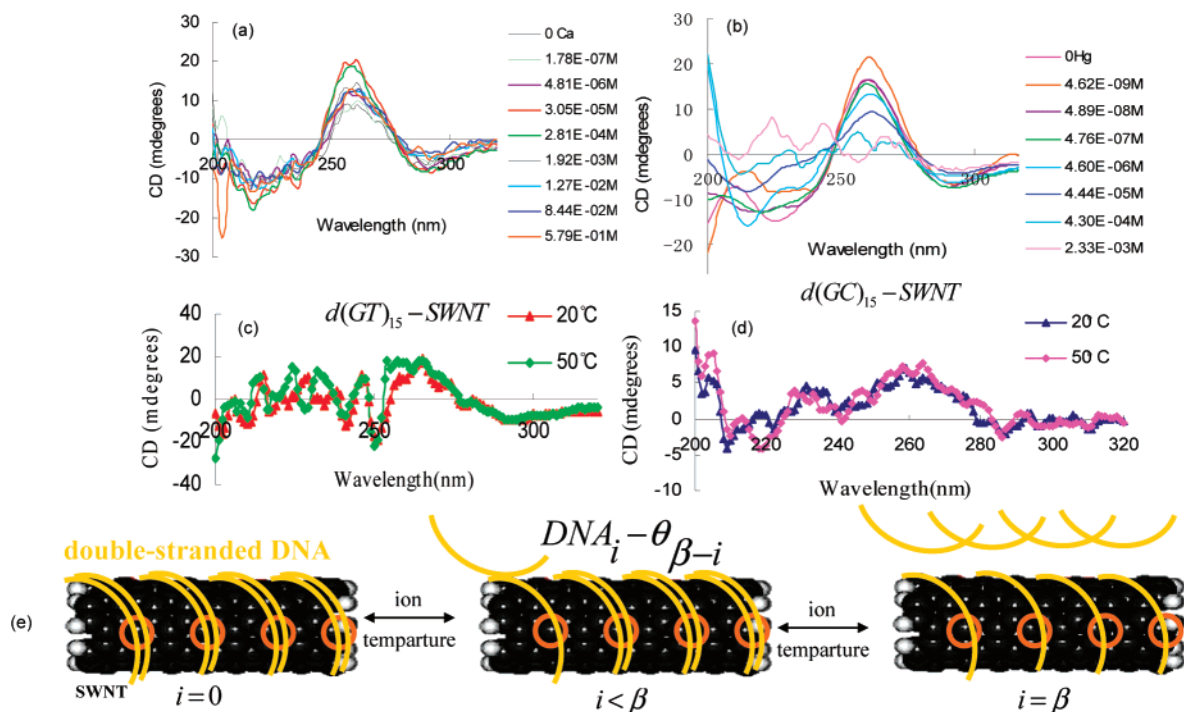 (a)
CD (mdegrees)
30
20
10
0
-10
-20
-30
200
250
300
Wavelength (nm)
0 Ca
1.78E-07M
4.81E-06M
3.05E-05M
2.81E-04M
1.92E-03M
1.27E-02M
8.44E-02M
5.79E-01M
(b)
CD (mdegrees)
30
20
10
0
-10
-20
200
250
300
Wavelength (nm)
0Hg
4.62E-09M
4.89E-08M
4.76E-07M
4.60E-06M
4.44E-05M
4.30E-04M
2.33E-03M
(c)
d(GT)15-SWNT
20°C
50°C
CD (mdegrees)
40
20
0
-20
-40
200
250
300
Wavelength(nm)
(d)
d(GC)15-SWNT
20°C
50°C
CD (mdegrees)
15
10
5
0
-5
-10
200
220
240
260
280
300
320
Wavelength(nm)
(e)
double-stranded DNA
DNAi-θβ-i
ion
temparture
ion
temparture
SWNT
i=0
i<β
i=β